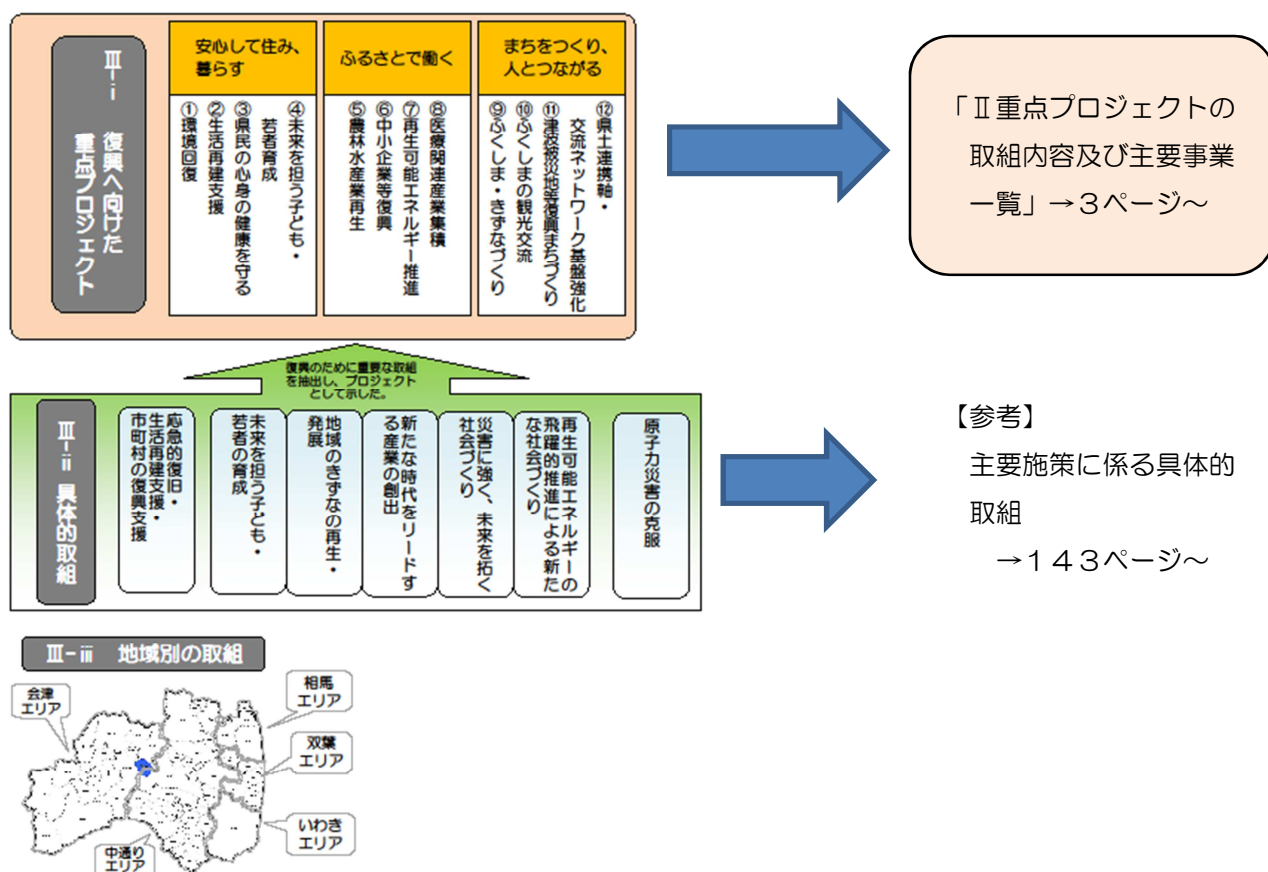 Ⅲ-ⅰ 復興へ向けた
重点プロジェクト
安心して住み、
暮らす
①環境回復
②生活再建支援
③県民の心身の健康を守る
④未来を担う子ども・
若者育成
ふるさとで働く
⑤農林水産業再生
⑥中小企業等復興
⑦再生可能エネルギー推進
⑧医療関連産業集積
まちをつくり、
人とつながる
⑨ふくしま・きずなづくり
⑩ふくしまの観光交流
⑪津波被災地等復興まちづくり
⑫県土連携軸・
交流ネットワーク基盤強化
「Ⅱ重点プロジェクトの
取組内容及び主要事業
一覧」→3ページ～
復興のために重要な取組
を抽出し、プロジェクト
として示した。
Ⅲ-ⅱ 具体的取組
応急的復旧・
生活再建支援・
市町村の復興支援
未来を担う子ども・
若者の育成
地域のきずなの再生・
発展
新たな時代をリードす
る産業の創出
災害に強く、未来を拓く
社会づくり
再生可能エネルギーの
飛躍的推進による新た
な社会づくり
原子力災害の克服
【参考】
主要施策に係る具体的
取組
→143ページ～
Ⅲ-ⅲ 地域別の取組
会津
エリア
相馬
エリア
双葉
エリア
いわき
エリア
中通り
エリア